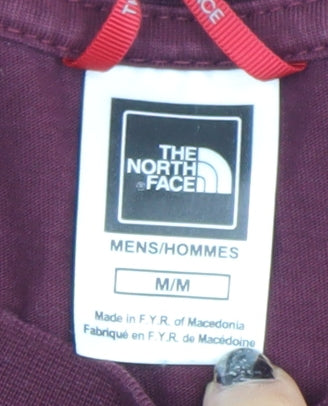 THE
NORTH
FACE
MENS/HOMMES
M/M
Made in F.Y.R. of Macedonia
Fabriqué en F.Y.R. de Macédoine